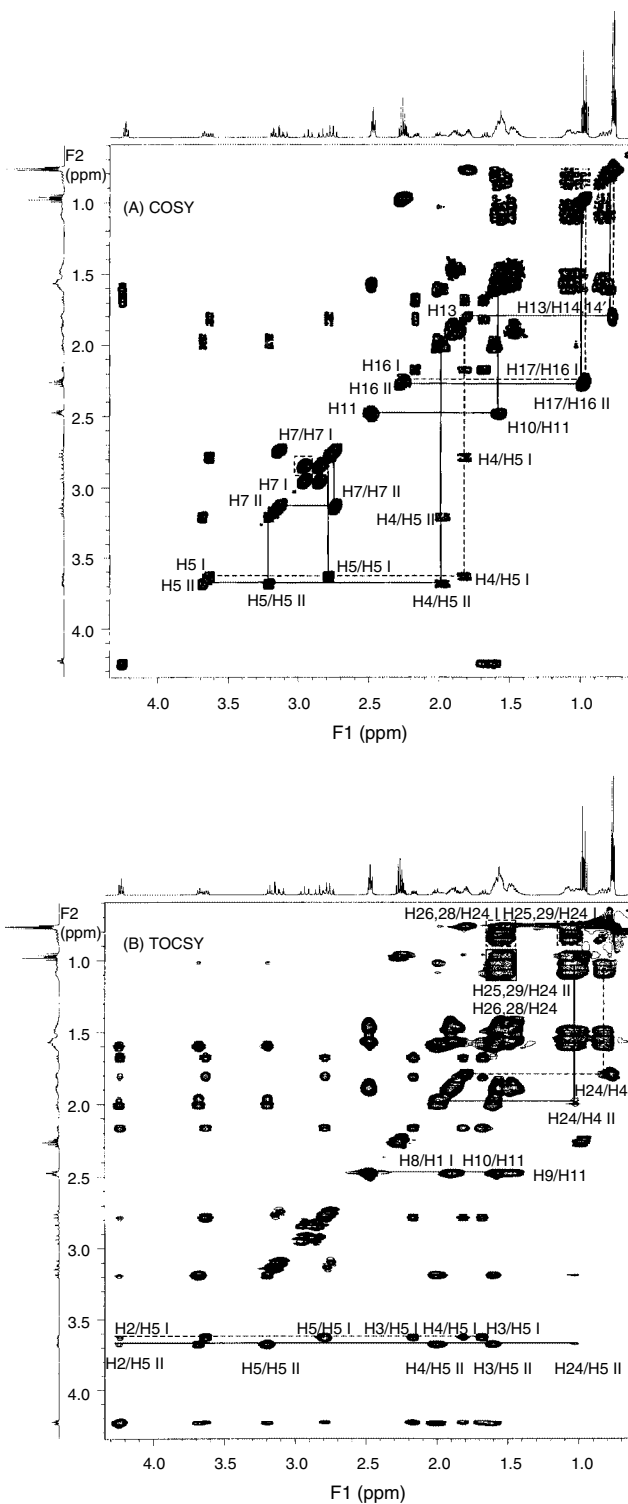 F2
(ppm)
(A) COSY
1.0
1.5
H13
H13/H14,14′
2.0
H16 I
H17/H16 I
H16 II
H17/H16 II
H11
H10/H11
2.5
H7/H7 I
H4/H5 I
H7 I
3.0
H7 II
H7/H7 II
H4/H5 II
3.5
H5 I
H5/H5 I
H4/H5 I
H5 II
H5/H5 II
H4/H5 II
4.0
4.0 3.5 3.0 2.5 2.0 1.5 1.0
F1 (ppm)
F2
(ppm)
H26,28/H24 I H25,29/H24 I
(B) TOCSY
1.0
H25,29/H24 II
H26,28/H24
1.5
H24/H4
2.0
H24/H4 II
H8/H1 I H10/H11
2.5
H9/H11
3.0
3.5
H2/H5 I H5/H5 I H3/H5 I H4/H5 I H3/H5 I
H2/H5 II H5/H5 II H4/H5 II H3/H5 II H24/H5 II
4.0
4.0 3.5 3.0 2.5 2.0 1.5 1.0
F1 (ppm)